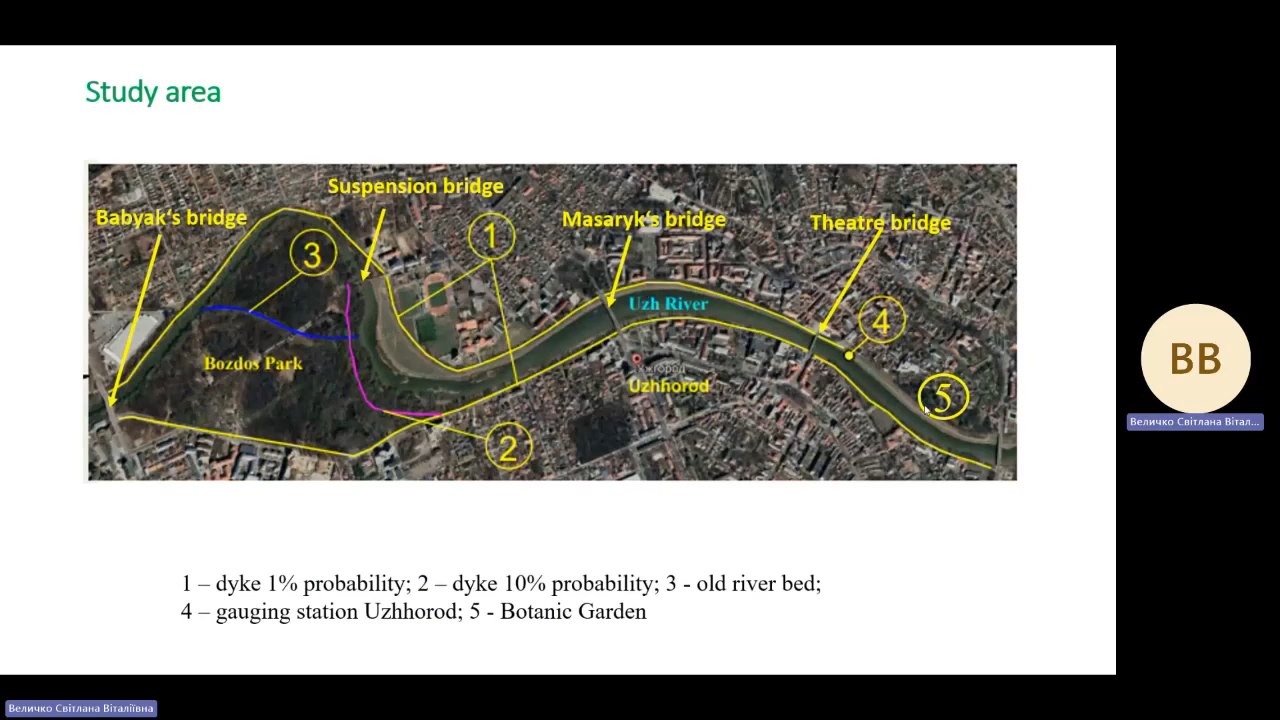 Study area
Suspension bridge
Babyak's bridge
Masaryk's bridge
Theatre bridge
1
3
Uzh River
4
Bozdos Park
Ужгород
Uzhhorod
5
2
1 – dyke 1% probability; 2 – dyke 10% probability; 3 - old river bed;
4 – gauging station Uzhhorod; 5 - Botanic Garden
ВВ
Величко Світлана Вітал...
Величко Світлана Віталіївна